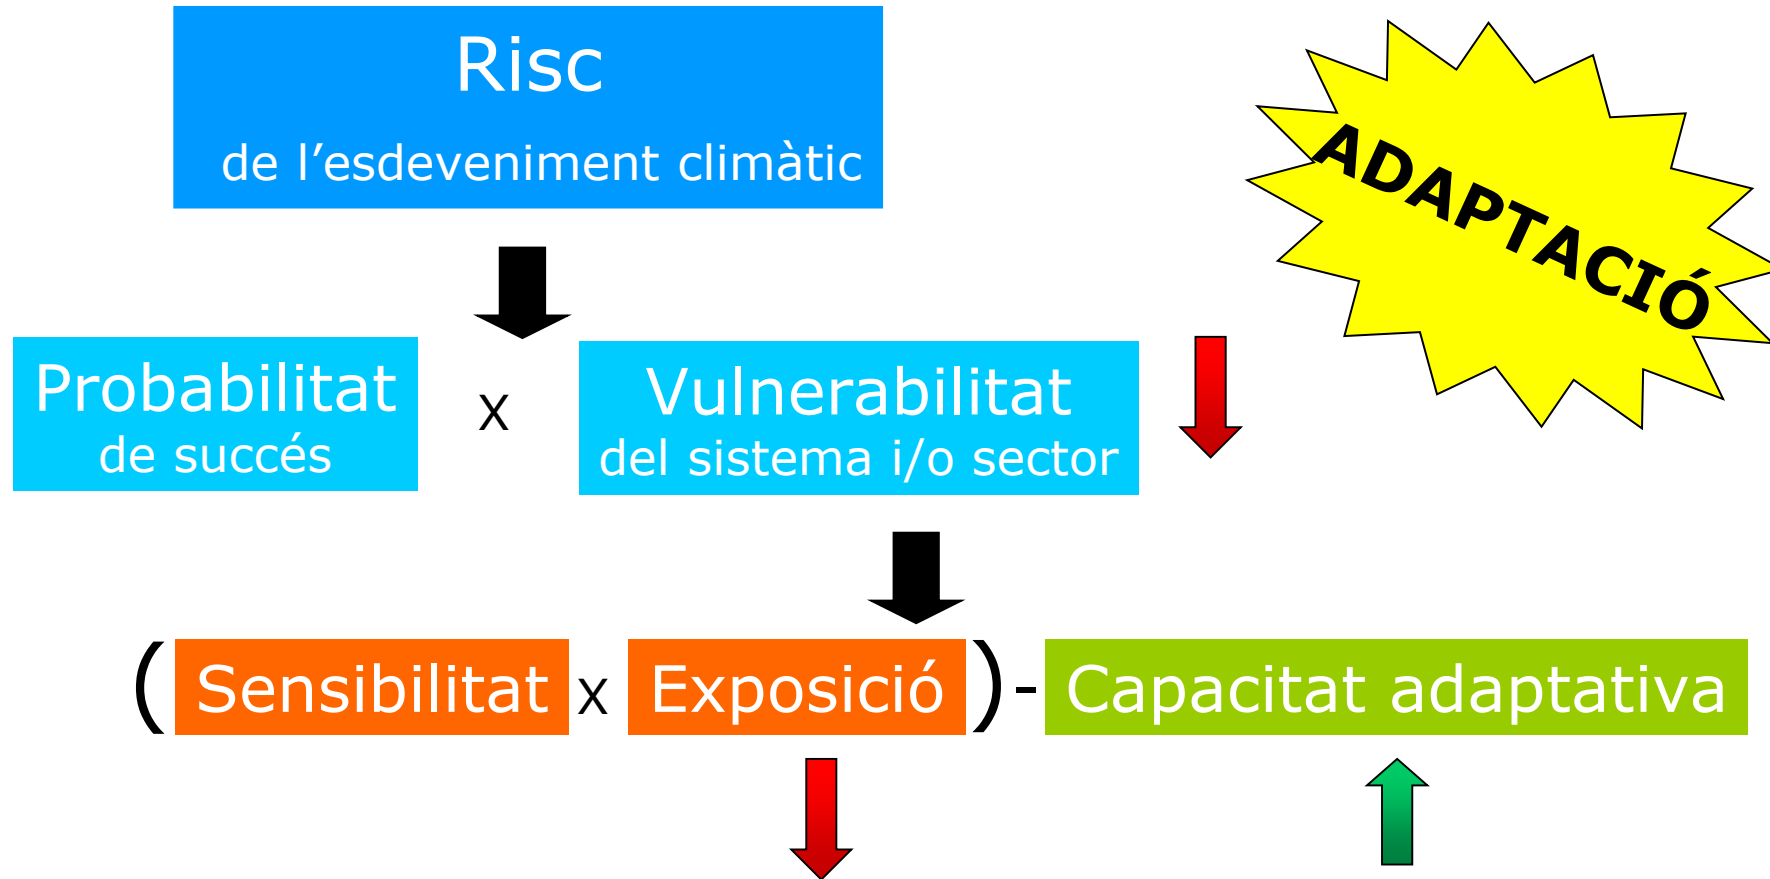 Risc
de l’esdeveniment climàtic
ADAPTACIÓ
Probabilitat
de succés
x
Vulnerabilitat
del sistema i/o sector
( Sensibilitat x Exposició ) - Capacitat adaptativa